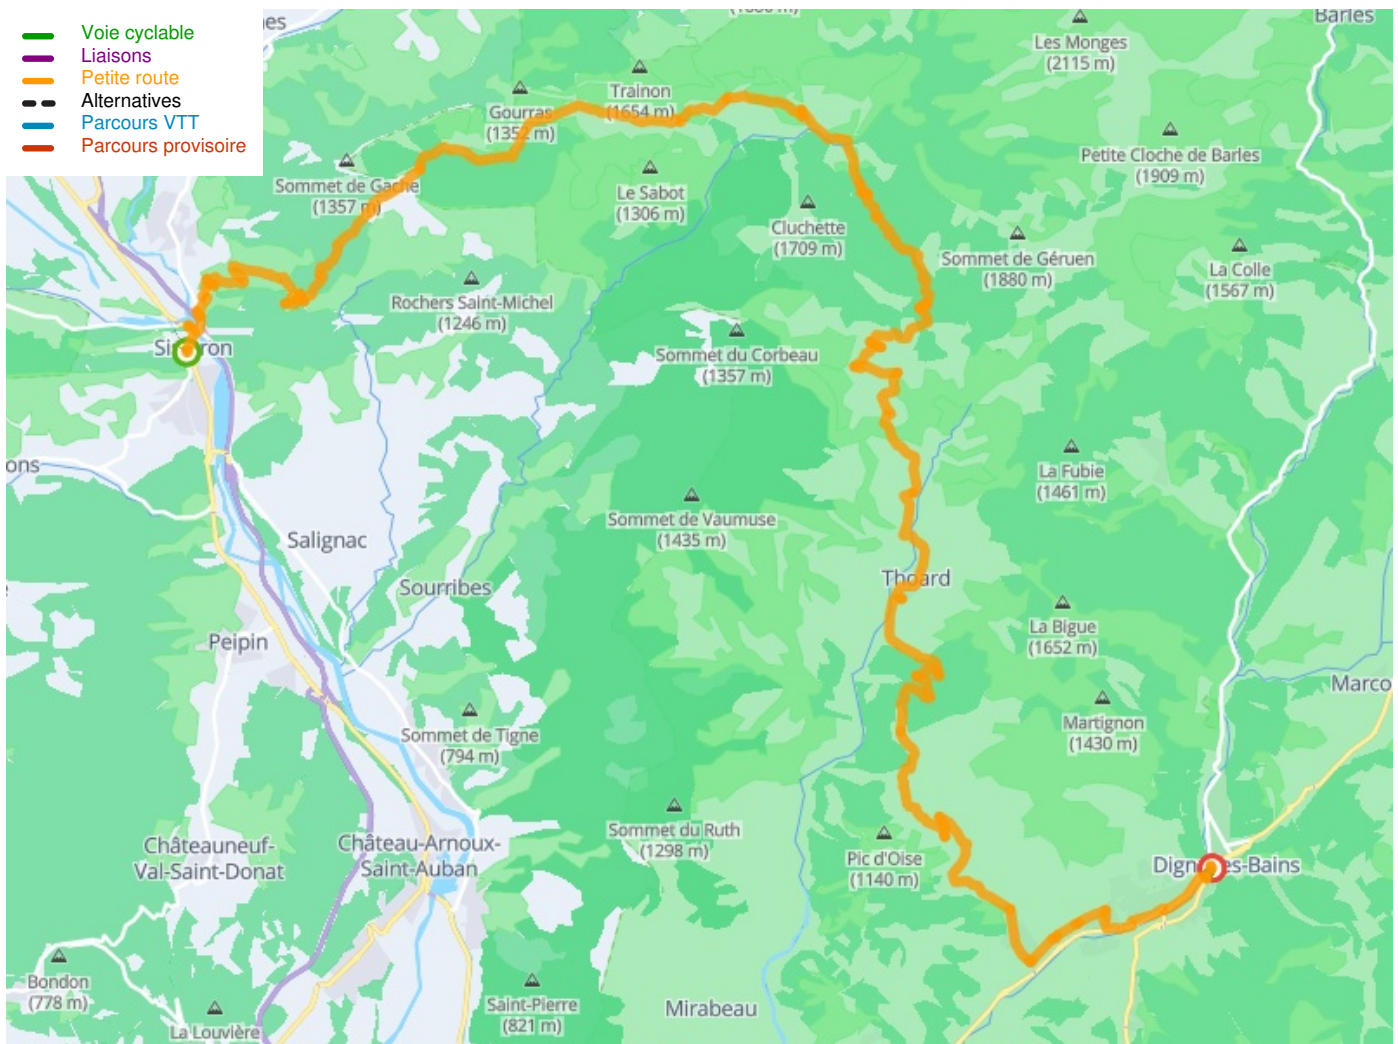 Voie cyclable
Liaisons
Petite route
Alternatives
Parcours VTT
Parcours provisoire
Barles
Les Monges
(2115 m)
Trainon
(1654 m)
Gourras
(1352 m)
Petite Cloche de Barles
(1909 m)
Sommet de Gache
(1357 m)
Le Sabot
(1306 m)
Cluchette
(1709 m)
Sommet de Géruen
(1880 m)
La Colle
(1567 m)
Rochers Saint-Michel
(1246 m)
Sommet du Corbeau
(1357 m)
ons
La Fubie
(1461 m)
Sommet de Vaumuse
(1435 m)
Salignac
Thoard
Sourribes
La Bigue
(1652 m)
Peipin
Marco
Martignon
(1430 m)
Sommet de Tigne
(794 m)
Sommet du Ruth
(1298 m)
Châteauneuf-
Val-Saint-Donat
Château-Arnoux-
Saint-Auban
Pic d'Oise
(1140 m)
Bondon
(778 m)
Saint-Pierre
(821 m)
Mirabeau
La Louvière